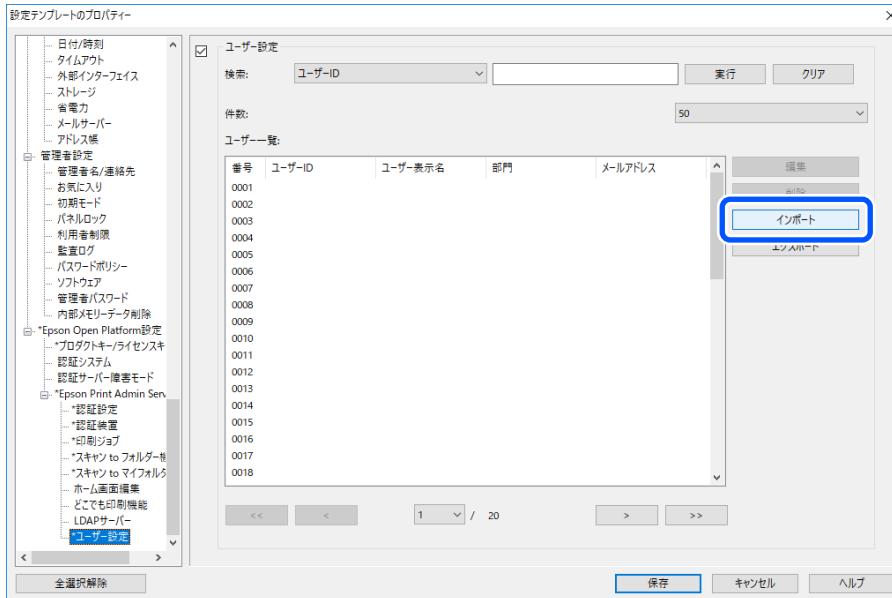 設定テンプレートのプロパティー
日付/時刻
タイムアウト
外部インターフェイス
ストレージ
省電力
メールサーバー
アドレス帳
管理者設定
管理者名/連絡先
お気に入り
初期モード
パネルロック
利用者制限
監査ログ
パスワードポリシー
ソフトウェア
管理者パスワード
内部メモリーデータ削除
*Epson Open Platform設定
*プロダクトキー/ライセンスキ
認証システム
認証サーバー障害モード
*Epson Print Admin Serv
*認証設定
*認証装置
*印刷ジョブ
*スキャン to フォルダー機
*スキャン to マイフォルダ
ホーム画面編集
どこでも印刷機能
LDAPサーバー
*ユーザー設定
全選択解除
ユーザー設定
検索:
ユーザーID
実行
クリア
件数:
50
ユーザー一覧:
番号 ユーザーID ユーザー表示名 部門 メールアドレス
0001
0002
0003
0004
0005
0006
0007
0008
0009
0010
0011
0012
0013
0014
0015
0016
0017
0018
編集
削除
インポート
エクスポート
<< < 1 / 20 > >>
保存
キャンセル
ヘルプ